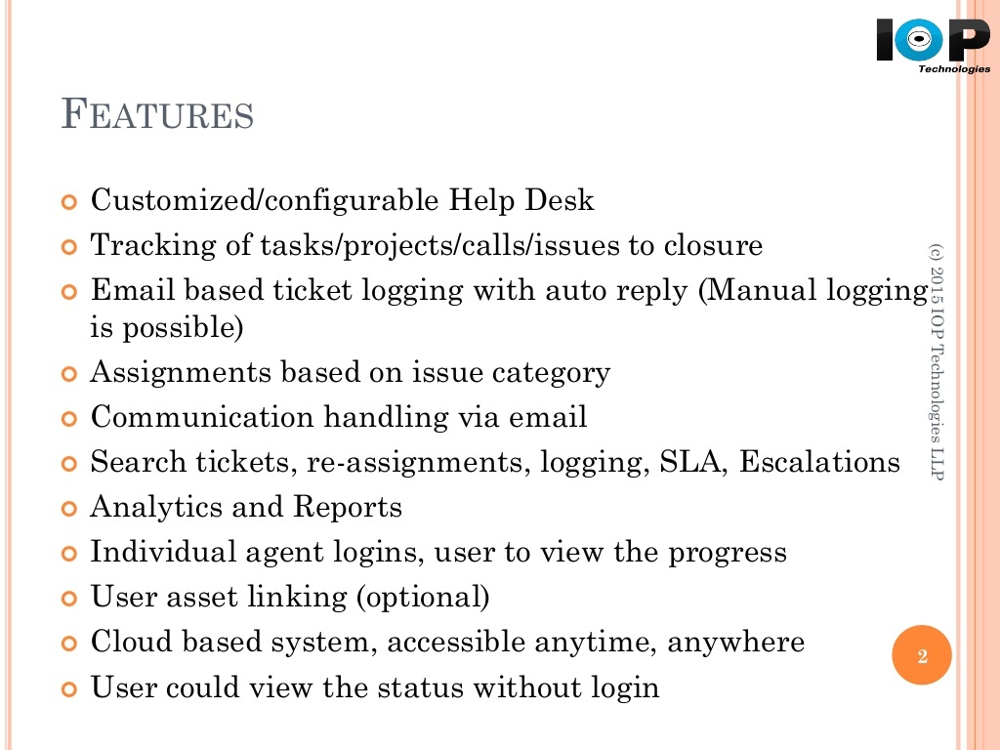 IOP
Technologies
FEATURES
Customized/configurable Help Desk
Tracking of tasks/projects/calls/issues to closure
Email based ticket logging with auto reply (Manual logging
is possible)
Assignments based on issue category
Communication handling via email
Search tickets, re-assignments, logging, SLA, Escalations
Analytics and Reports
Individual agent logins, user to view the progress
User asset linking (optional)
Cloud based system, accessible anytime, anywhere
User could view the status without login
(c) 2015 IOP Technologies LLP
2